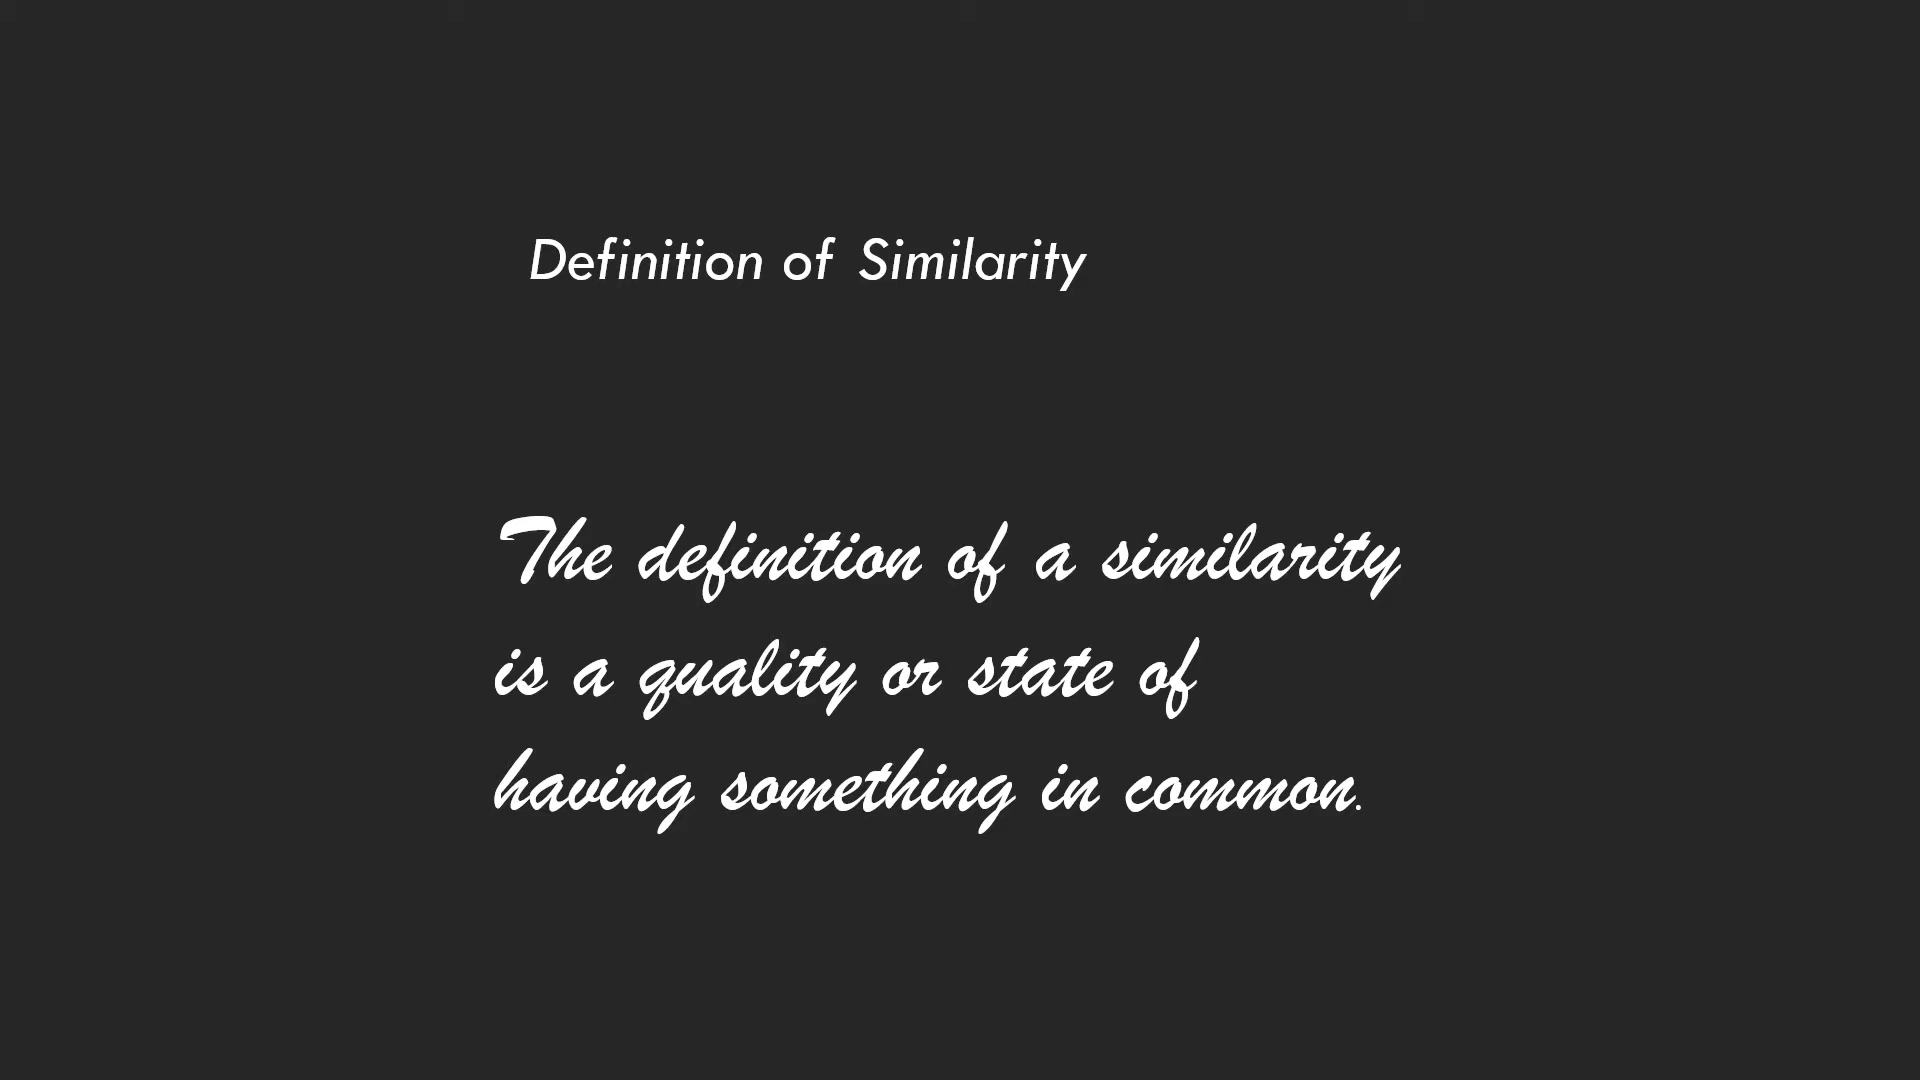 Definition of Similarity
The definition of a similarity
is a quality or state of
having something in common.